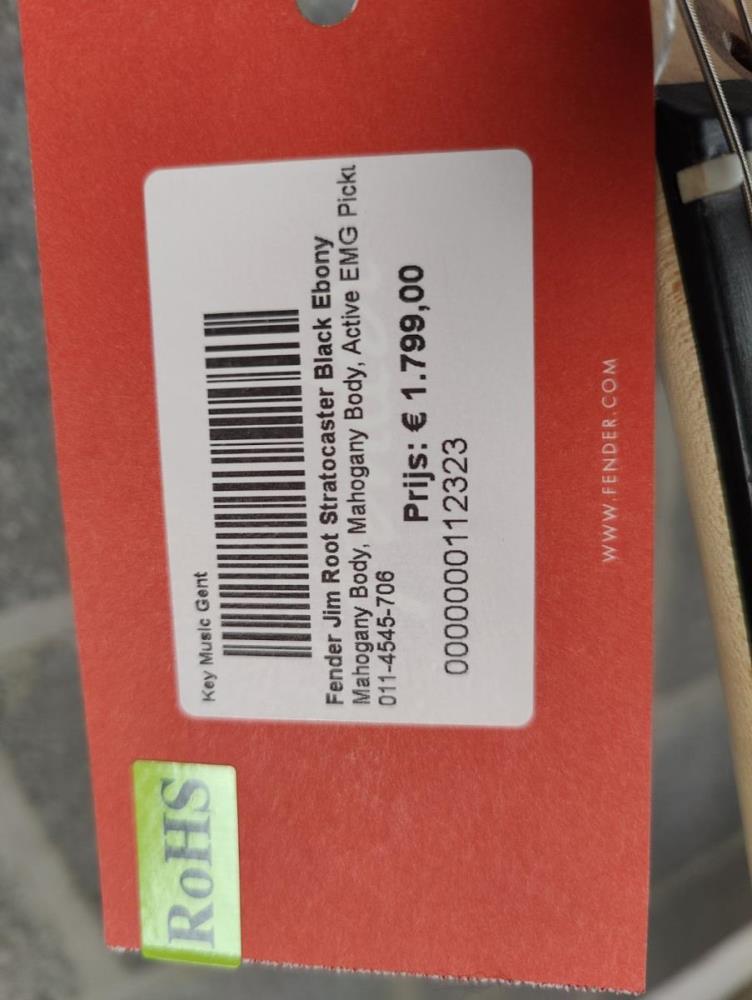 Key Music Gent
Fender Jim Root Stratocaster Black Ebony
Mahogany Body, Mahogany Body, Active EMG Picku
011-4545-706
Prijs: € 1.799,00
0000000112323
WWW.FENDER.COM
RoHS